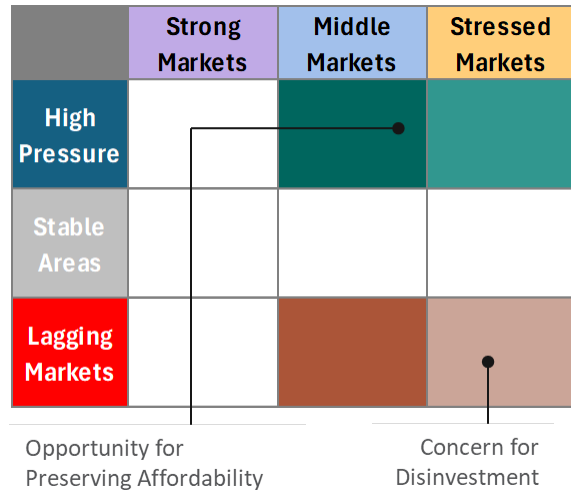 Strong
Markets
Middle
Markets
Stressed
Markets
High
Pressure
Stable
Areas
Lagging
Markets
Opportunity for
Preserving Affordability
Concern for
Disinvestment